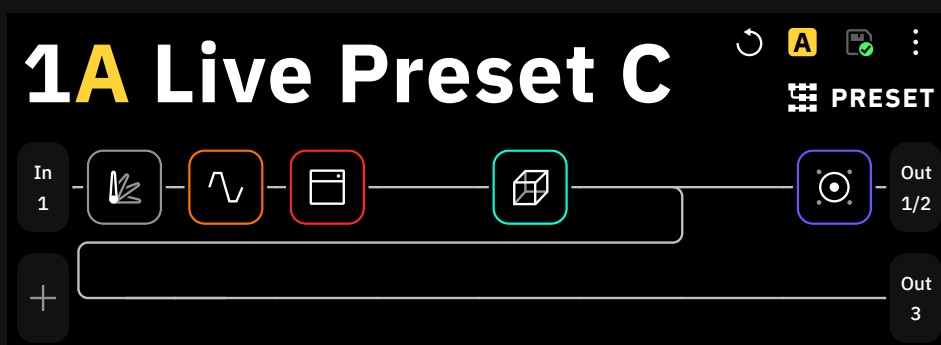 1A Live Preset C
A
PRESET
In
1
Out
1/2
Out
3